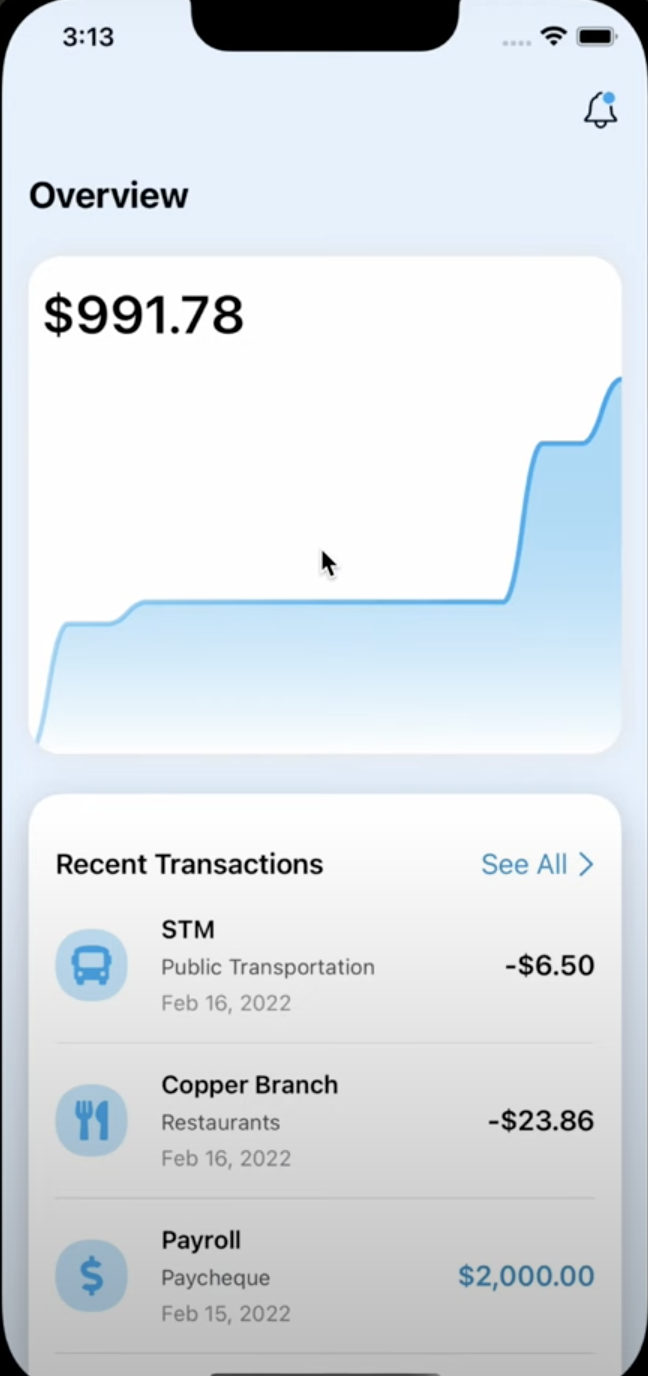 3:13
Overview
$991.78
Recent Transactions
See All
STM
Public Transportation
-$6.50
Feb 16, 2022
Copper Branch
Restaurants
-$23.86
Feb 16, 2022
Payroll
Paycheque
$2,000.00
Feb 15, 2022